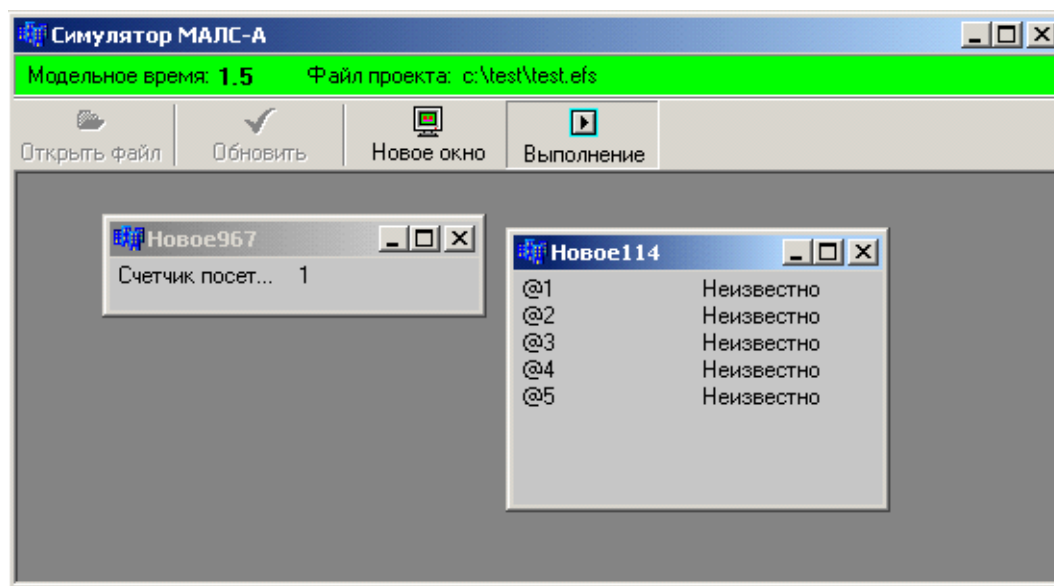 Симулятор МАЛС-А
Модельное время: 1.5 Файл проекта: c:\test\test.efs
Открыть файл Обновить Новое окно Выполнение
Новое967
Счетчик посет... 1
Новое114
@1 Неизвестно
@2 Неизвестно
@3 Неизвестно
@4 Неизвестно
@5 Неизвестно